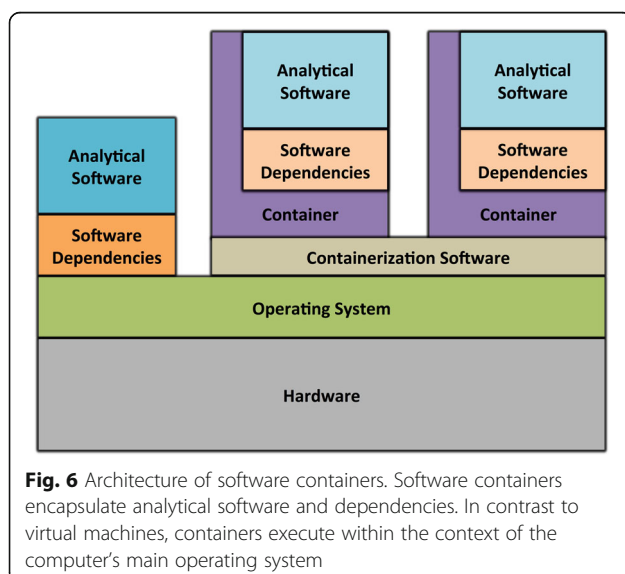 Analytical
Software
Analytical
Software
Analytical
Software
Software
Dependencies
Software
Dependencies
Container
Container
Software
Dependencies
Containerization Software
Operating System
Hardware
Fig. 6 Architecture of software containers. Software containers
encapsulate analytical software and dependencies. In contrast to
virtual machines, containers execute within the context of the
computer's main operating system